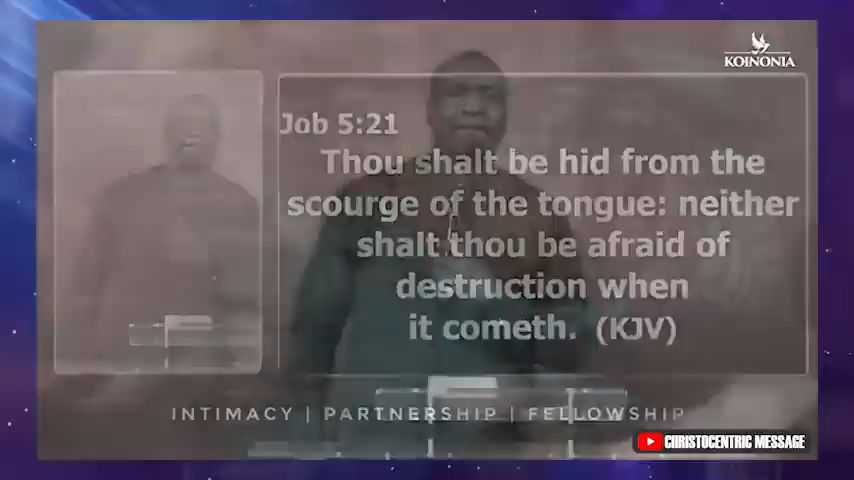 KOINONIA
Job 5:21
Thou shalt be hid from the
scourge of the tongue: neither
shalt thou be afraid of
destruction when
it cometh. (KJV)
INTIMACY | PARTNERSHIP | FELLOWSHIP
CHRISTOCENTRIC MESSAGE